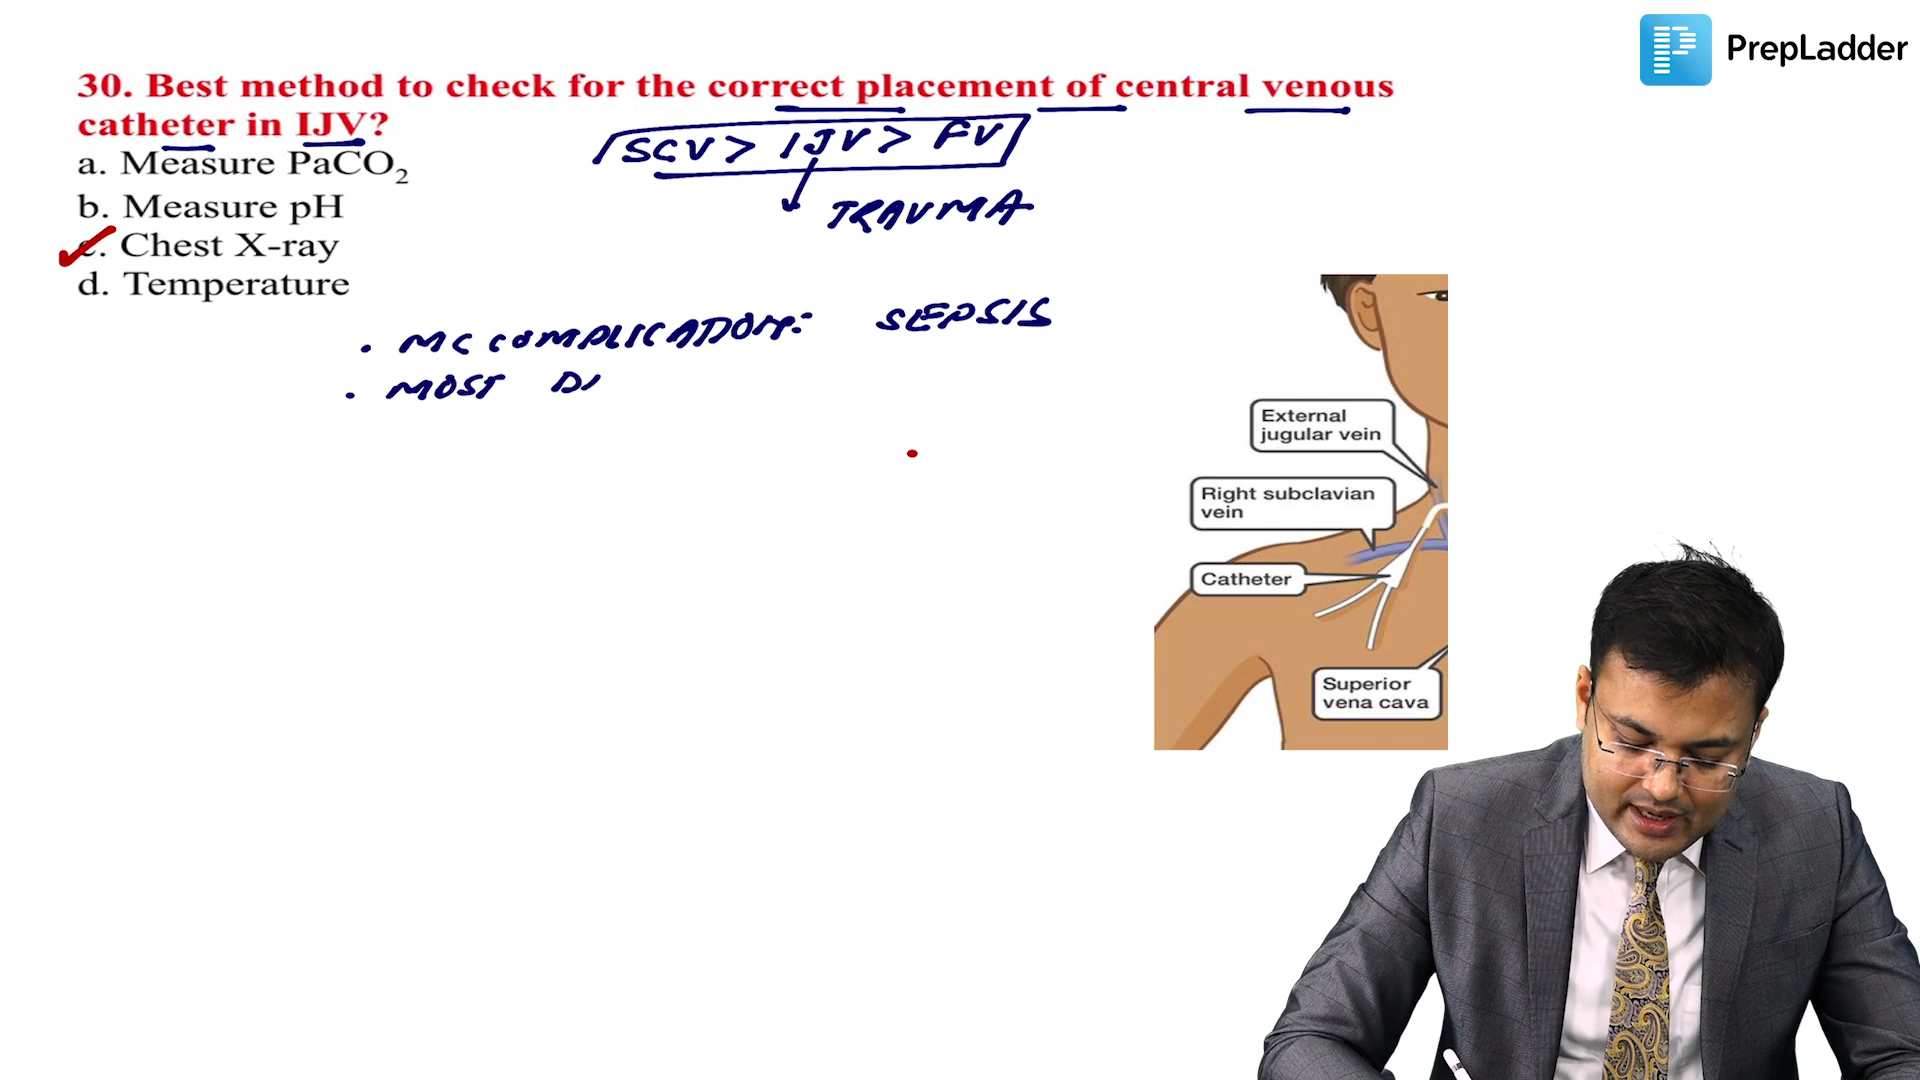 PrepLadder
30. Best method to check for the correct placement of central venous
catheter in IJV?
SCV > IJV > FV
a. Measure PaCO₂
b. Measure pH
TRAUMA
c. Chest X-ray
d. Temperature
. MC COMPLICATION: SEPSIS
. MOST DI
External
jugular vein
Right subclavian
vein
Catheter
Superior
vena cava